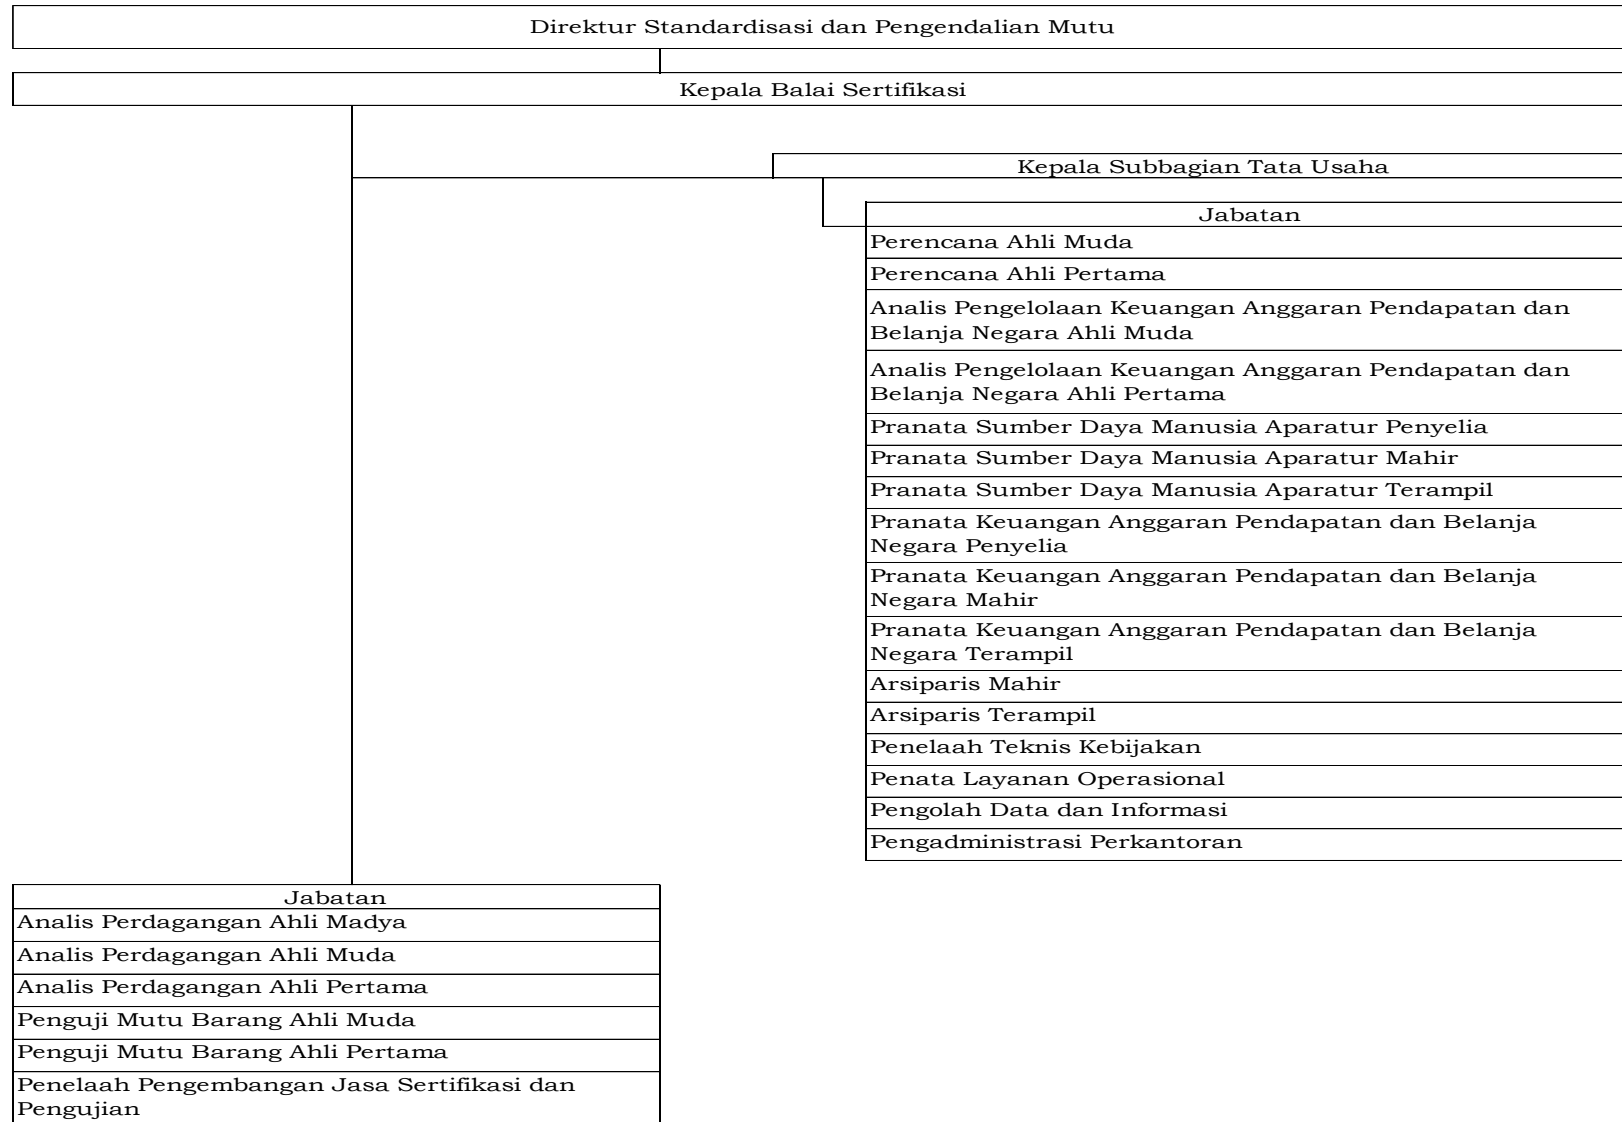 Direktur Standardisasi dan Pengendalian Mutu
Kepala Balai Sertifikasi
Kepala Subbagian Tata Usaha
Jabatan
Perencana Ahli Muda
Perencana Ahli Pertama
Analis Pengelolaan Keuangan Anggaran Pendapatan dan
Belanja Negara Ahli Muda
Analis Pengelolaan Keuangan Anggaran Pendapatan dan
Belanja Negara Ahli Pertama
Pranata Sumber Daya Manusia Aparatur Penyelia
Pranata Sumber Daya Manusia Aparatur Mahir
Pranata Sumber Daya Manusia Aparatur Terampil
Pranata Keuangan Anggaran Pendapatan dan Belanja
Negara Penyelia
Pranata Keuangan Anggaran Pendapatan dan Belanja
Negara Mahir
Pranata Keuangan Anggaran Pendapatan dan Belanja
Negara Terampil
Arsiparis Mahir
Arsiparis Terampil
Penelaah Teknis Kebijakan
Penata Layanan Operasional
Pengolah Data dan Informasi
Pengadministrasi Perkantoran
Jabatan
Analis Perdagangan Ahli Madya
Analis Perdagangan Ahli Muda
Analis Perdagangan Ahli Pertama
Penguji Mutu Barang Ahli Muda
Penguji Mutu Barang Ahli Pertama
Penelaah Pengembangan Jasa Sertifikasi dan
Pengujian